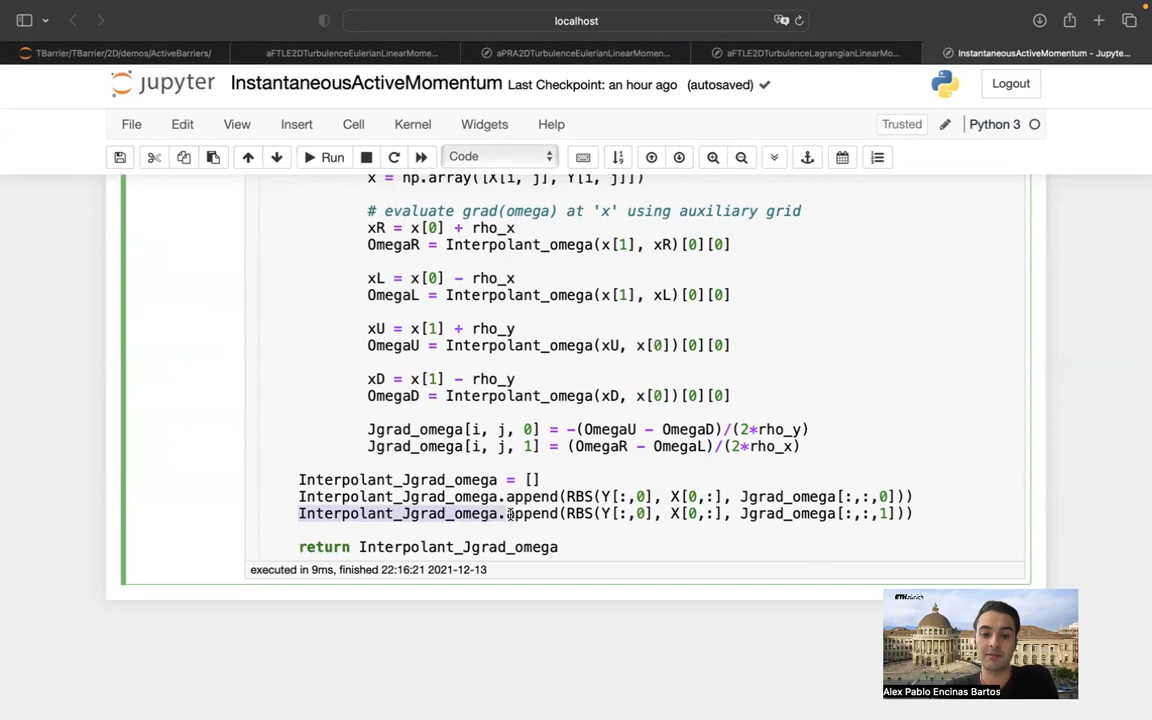 localhost
TBarrier/TBarrier/2D/demos/ActiveBarriers/
aFTLE2DTurbulenceEulerianLinearMome...
aPRA2DTurbulenceEulerianLinearMomen...
aFTLE2DTurbulenceLagrangianLinearMo...
InstantaneousActiveMomentum - Jupyte...
jupyter InstantaneousActiveMomentum Last Checkpoint: an hour ago (autosaved)
Logout
File Edit View Insert Cell Kernel Widgets Help
Trusted Python 3
Run Code
x = np.array([X[i, j], Y[i, j]])
# evaluate grad(omega) at 'x' using auxiliary grid
xR = x[0] + rho_x
OmegaR = Interpolant_omega(x[1], xR)[0][0]
xL = x[0] - rho_x
OmegaL = Interpolant_omega(x[1], xL)[0][0]
xU = x[1] + rho_y
OmegaU = Interpolant_omega(xU, x[0])[0][0]
xD = x[1] - rho_y
OmegaD = Interpolant_omega(xD, x[0])[0][0]
Jgrad_omega[i, j, 0] = -(OmegaU - OmegaD)/(2*rho_y)
Jgrad_omega[i, j, 1] = (OmegaR - OmegaL)/(2*rho_x)
Interpolant_Jgrad_omega = []
Interpolant_Jgrad_omega.append(RBS(Y[:,0], X[0,:], Jgrad_omega[:,:,0]))
Interpolant_Jgrad_omega.append(RBS(Y[:,0], X[0,:], Jgrad_omega[:,:,1]))
return Interpolant_Jgrad_omega
executed in 9ms, finished 22:16:21 2021-12-13
ETH zürich
Alex Pablo Encinas Bartos